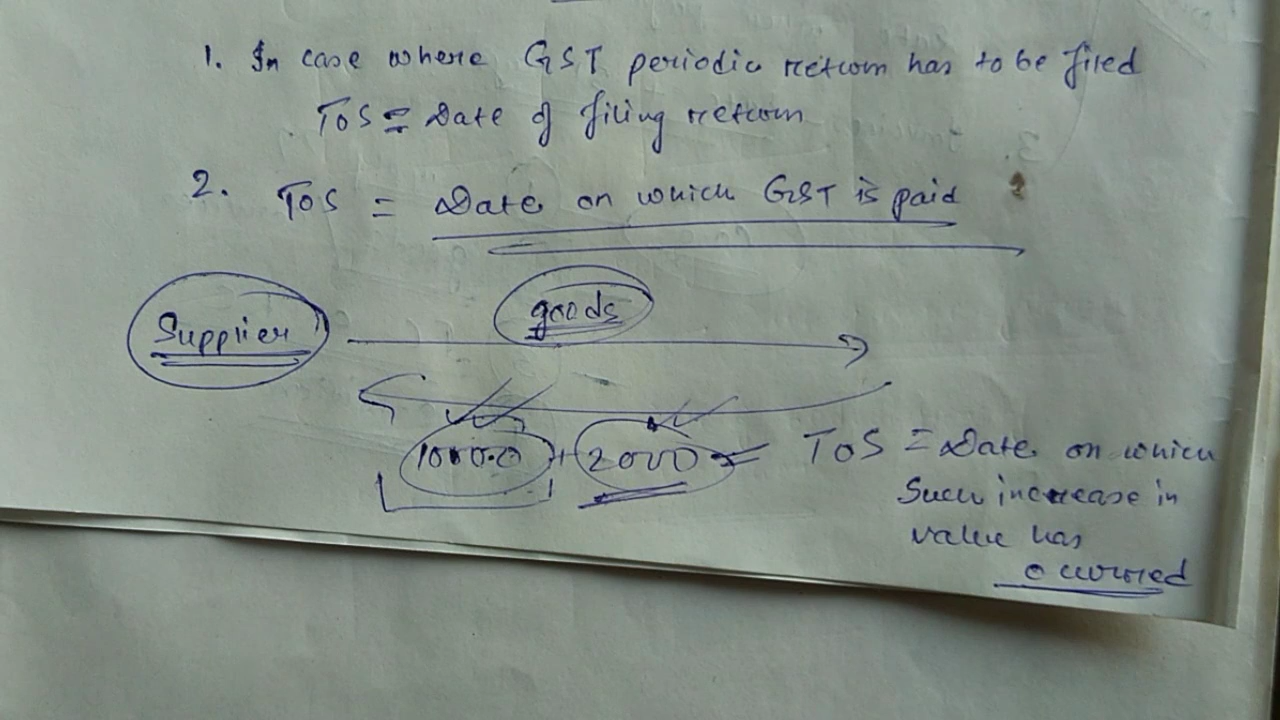 1. In case where GST periodic return has to be filed
TOS = Date of filing return
2. TOS = Date on which GST is paid
goods
Supplier
10000 + 2000 = TOS = Date on which
Such increase in
value has
occurred